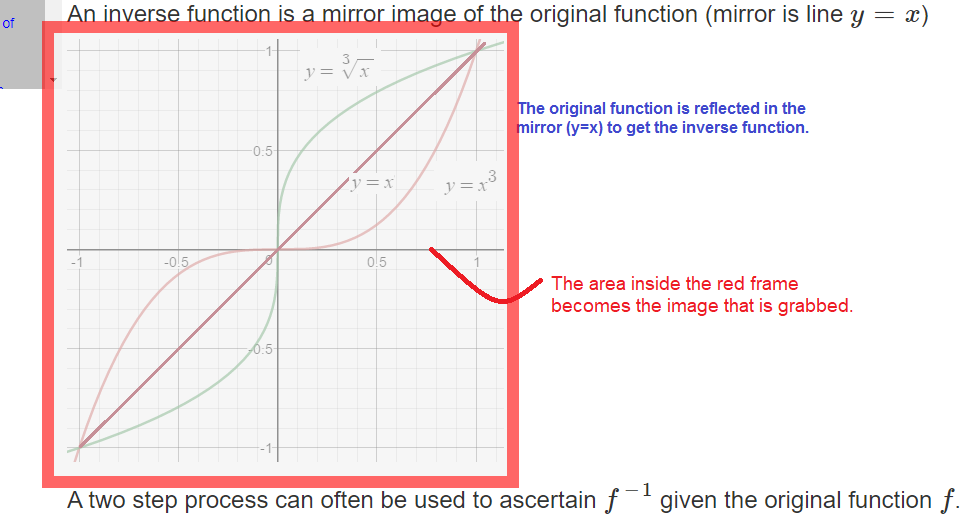 of
An inverse function is a mirror image of the original function (mirror is line y = x)
1
y = ∛x
The original function is reflected in the
mirror (y=x) to get the inverse function.
0.5
y = x
y = x³
-1
-0.5
0
0.5
1
The area inside the red frame
becomes the image that is grabbed.
-0.5
-1
A two step process can often be used to ascertain f⁻¹ given the original function f.